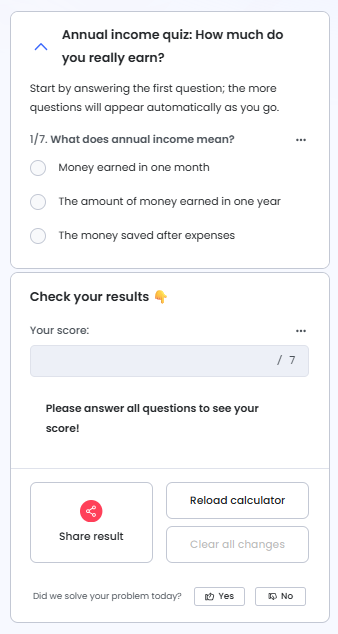 Annual income quiz: How much do
you really earn?
Start by answering the first question; the more
questions will appear automatically as you go.
1/7. What does annual income mean?
Money earned in one month
The amount of money earned in one year
The money saved after expenses
Check your results 👇
Your score:
/ 7
Please answer all questions to see your
score!
Share result
Reload calculator
Clear all changes
Did we solve your problem today?
Yes
No